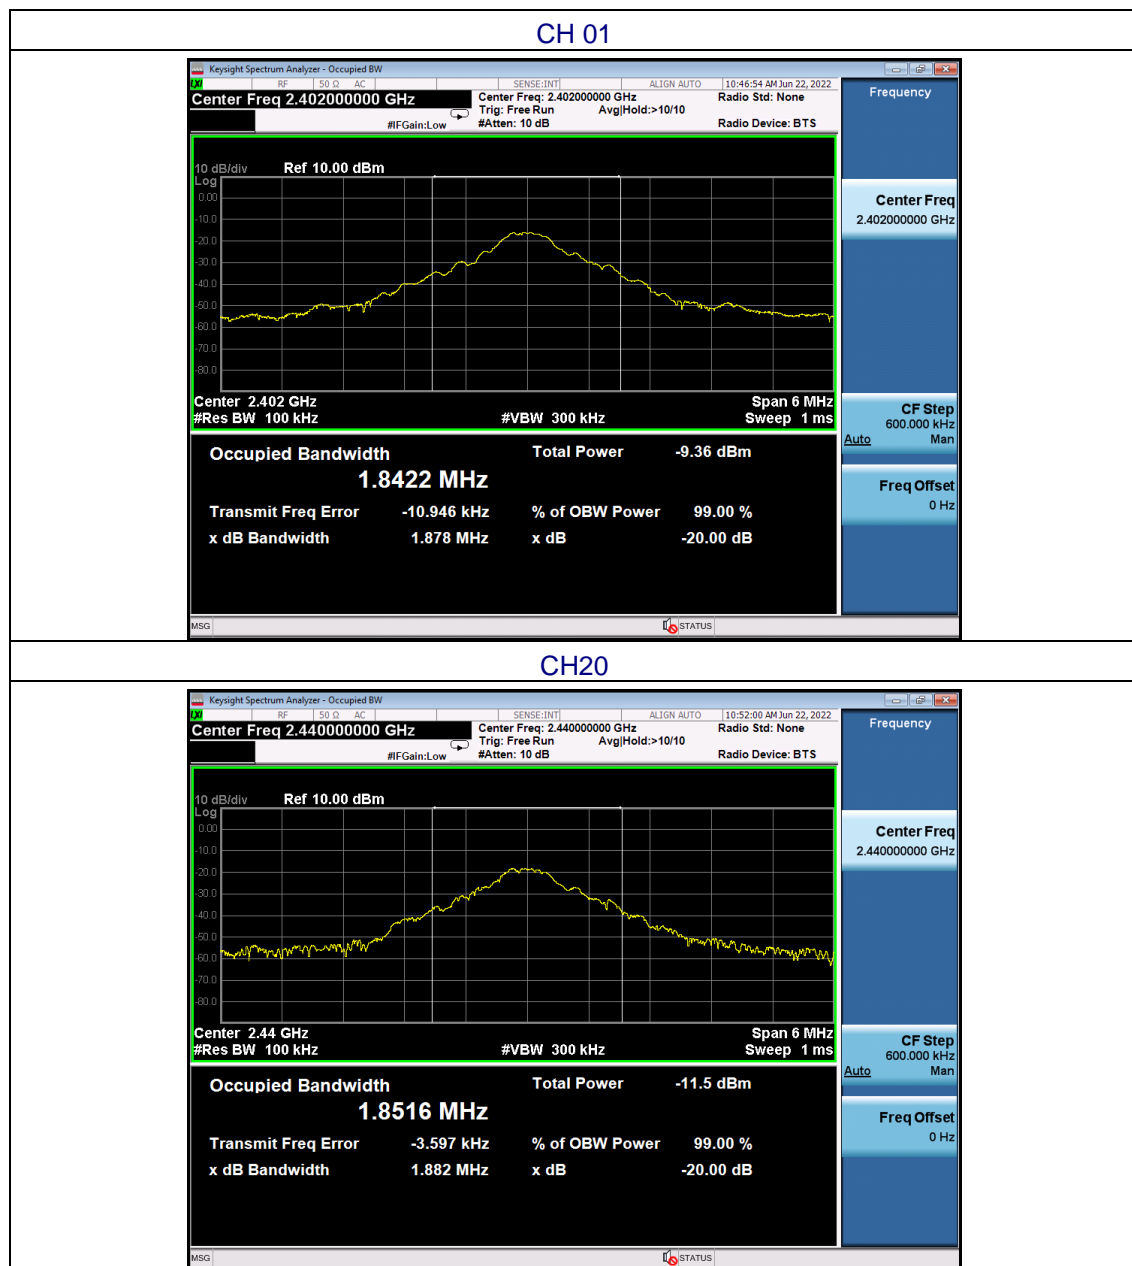 CH 01
Keysight Spectrum Analyzer - Occupied BW
LXI RF 50 Ω AC SENSE:INT ALIGN AUTO 10:46:54 AM Jun 22, 2022
Center Freq 2.402000000 GHz Center Freq: 2.402000000 GHz Radio Std: None
Trig: Free Run Avg|Hold:>10/10
#IFGain:Low #Atten: 10 dB Radio Device: BTS
Frequency
10 dB/div Ref 10.00 dBm
Log
0.00
-10.0
-20.0
-30.0
-40.0
-50.0
-60.0
-70.0
-80.0
Center 2.402 GHz Span 6 MHz
#Res BW 100 kHz #VBW 300 kHz Sweep 1 ms
Center Freq
2.402000000 GHz
CF Step
600.000 kHz
Auto Man
Freq Offset
0 Hz
Occupied Bandwidth Total Power -9.36 dBm
1.8422 MHz
Transmit Freq Error -10.946 kHz % of OBW Power 99.00 %
x dB Bandwidth 1.878 MHz x dB -20.00 dB
MSG STATUS
CH20
Keysight Spectrum Analyzer - Occupied BW
LXI RF 50 Ω AC SENSE:INT ALIGN AUTO 10:52:00 AM Jun 22, 2022
Center Freq 2.440000000 GHz Center Freq: 2.440000000 GHz Radio Std: None
Trig: Free Run Avg|Hold:>10/10
#IFGain:Low #Atten: 10 dB Radio Device: BTS
Frequency
10 dB/div Ref 10.00 dBm
Log
0.00
-10.0
-20.0
-30.0
-40.0
-50.0
-60.0
-70.0
-80.0
Center 2.44 GHz Span 6 MHz
#Res BW 100 kHz #VBW 300 kHz Sweep 1 ms
Center Freq
2.440000000 GHz
CF Step
600.000 kHz
Auto Man
Freq Offset
0 Hz
Occupied Bandwidth Total Power -11.5 dBm
1.8516 MHz
Transmit Freq Error -3.597 kHz % of OBW Power 99.00 %
x dB Bandwidth 1.882 MHz x dB -20.00 dB
MSG STATUS